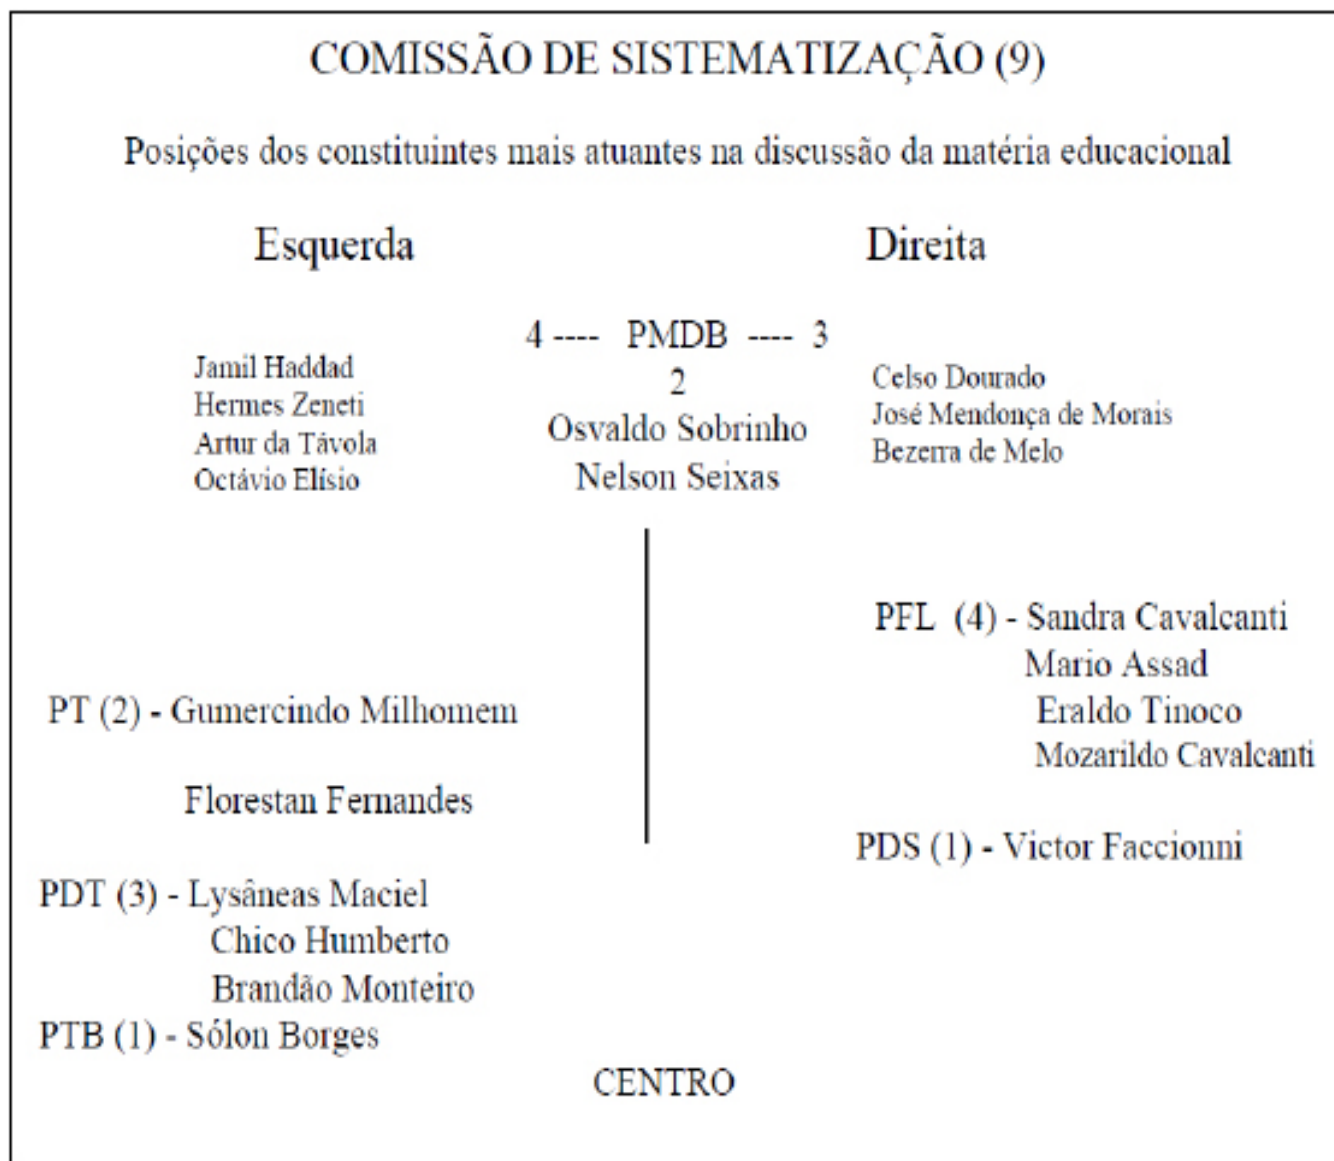 COMISSÃO DE SISTEMATIZAÇÃO (9)
Posições dos constituintes mais atuantes na discussão da matéria educacional
Esquerda
Direita
4 ---- PMDB ---- 3
2
Osvaldo Sobrinho
Nelson Seixas
Jamil Haddad
Hermes Zeneti
Artur da Távola
Octávio Elísio
Celso Dourado
José Mendonça de Morais
Bezerra de Melo
PT (2) - Gumercindo Milhomem
Florestan Fernandes
PDT (3) - Lysâneas Maciel
Chico Humberto
Brandão Monteiro
PTB (1) - Sólon Borges
PFL (4) - Sandra Cavalcanti
Mario Assad
Eraldo Tinoco
Mozarildo Cavalcanti
PDS (1) - Victor Faccionni
CENTRO